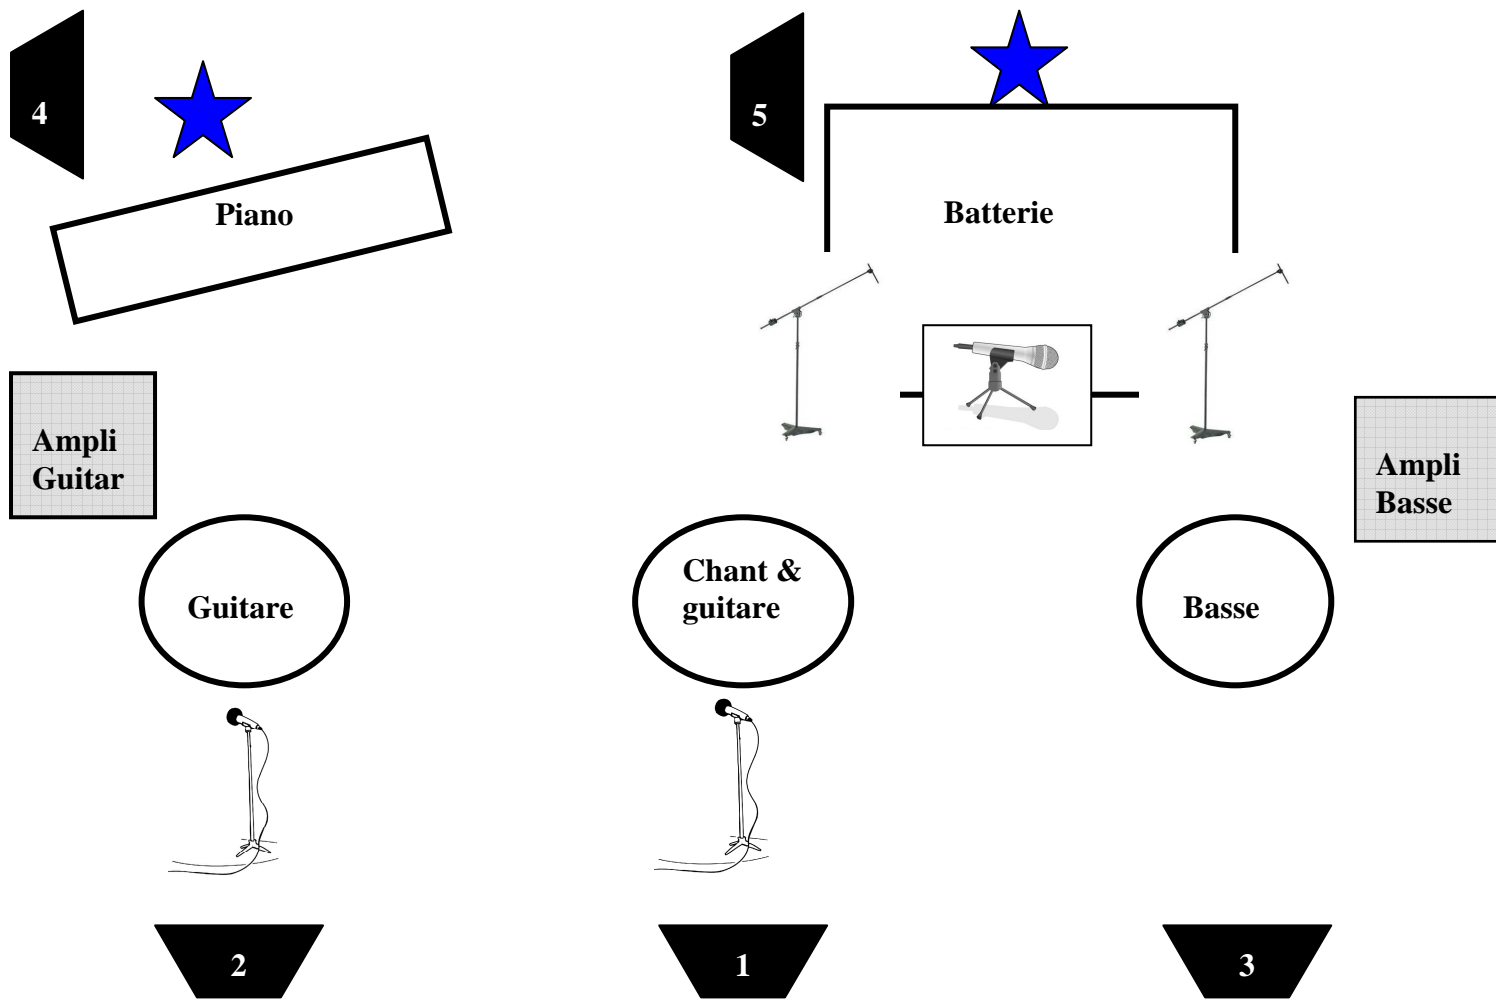 4
5
Piano
Batterie
Ampli
Guitar
Ampli
Basse
Guitare
Chant &
guitare
Basse
2
1
3